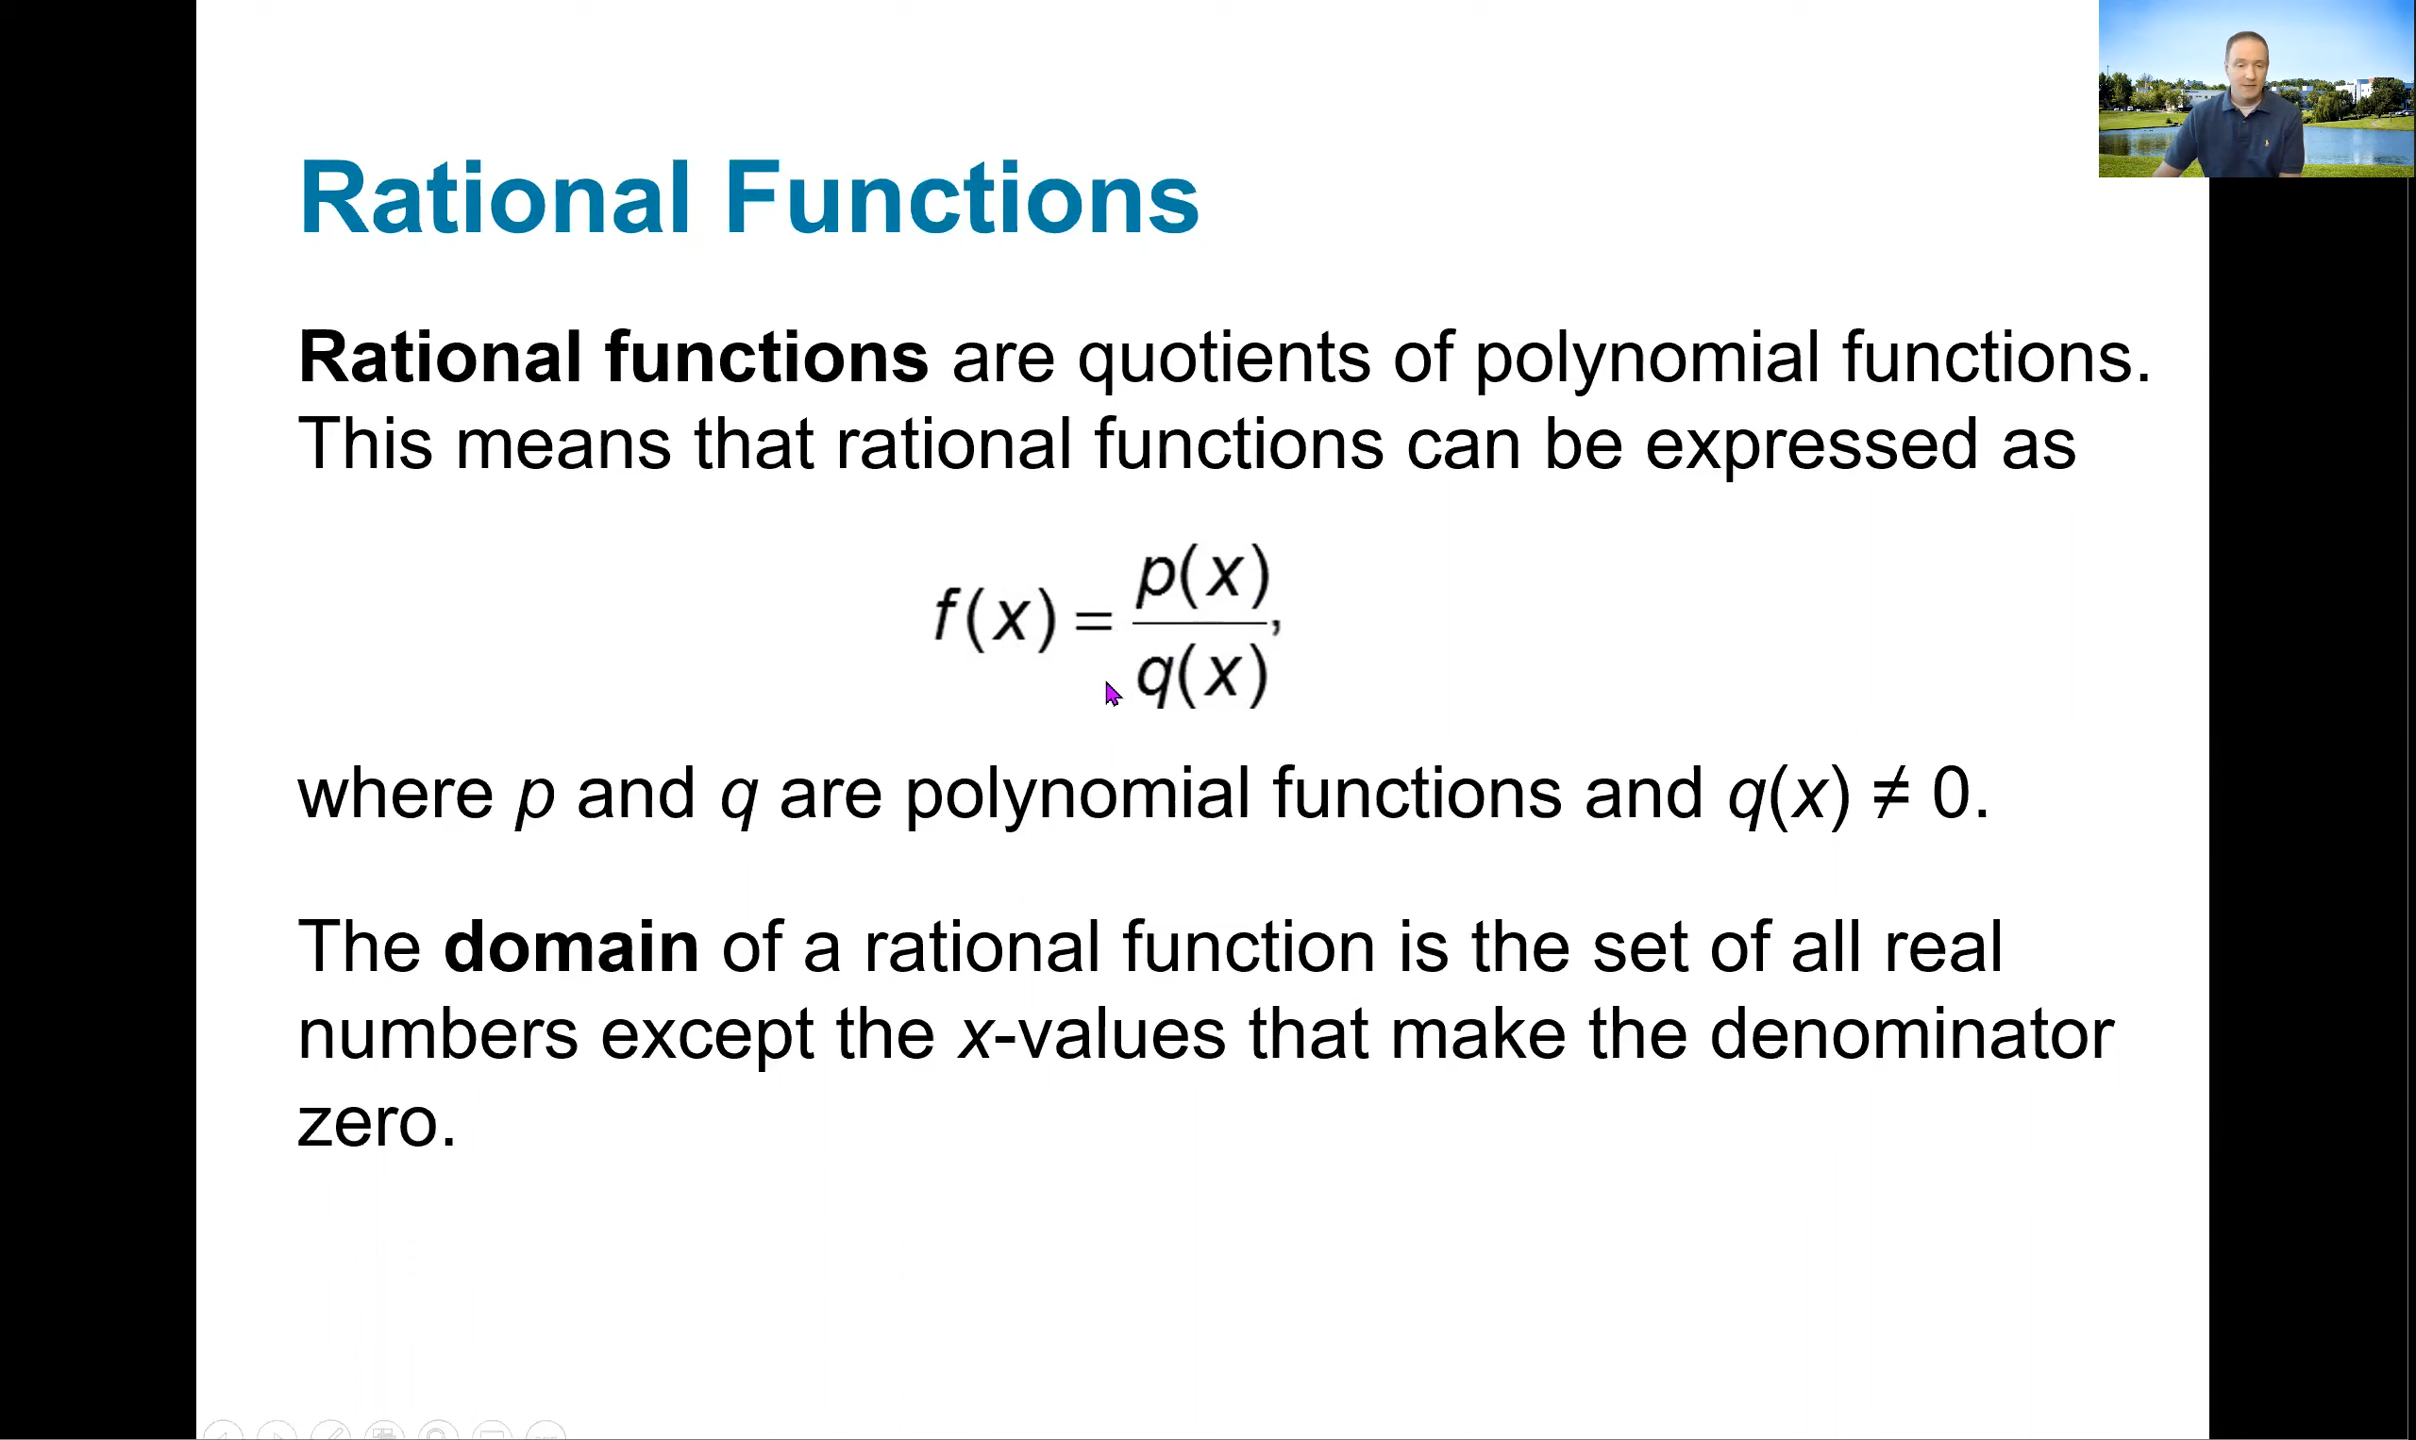 Rational Functions
Rational functions are quotients of polynomial functions.
This means that rational functions can be expressed as
f(x) = p(x)/q(x),
where p and q are polynomial functions and q(x) ≠ 0.
The domain of a rational function is the set of all real
numbers except the x-values that make the denominator
zero.